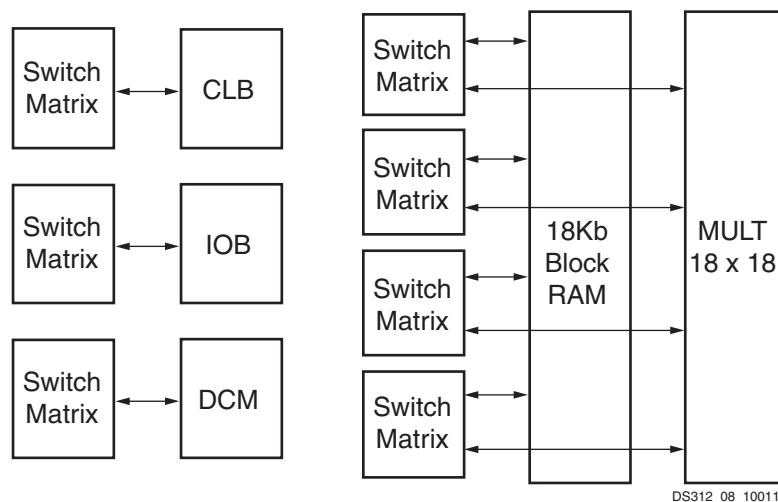 Switch
Matrix
CLB
Switch
Matrix
IOB
Switch
Matrix
DCM
Switch
Matrix
Switch
Matrix
Switch
Matrix
Switch
Matrix
18Kb
Block
RAM
MULT
18 x 18
DS312_08_10011